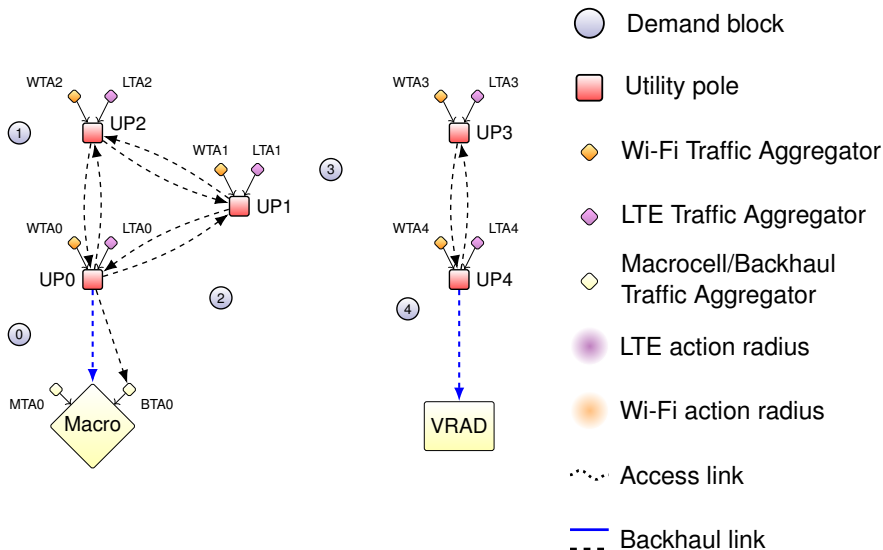 Demand block
WTA2
LTA2
WTA3
LTA3
Utility pole
UP2
UP3
1
WTA1
LTA1
Wi-Fi Traffic Aggregator
3
UP1
WTA0
LTA0
WTA4
LTA4
LTE Traffic Aggregator
UP0
UP4
Macrocell/Backhaul
Traffic Aggregator
2
4
0
LTE action radius
MTA0
BTA0
Wi-Fi action radius
Macro
VRAD
Access link
Backhaul link